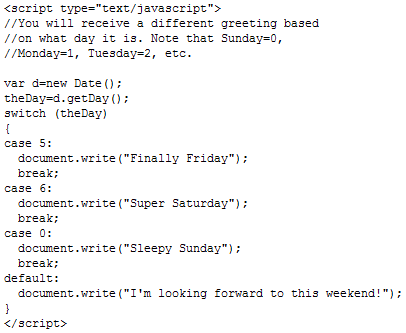 <script type="text/javascript">
//You will receive a different greeting based
//on what day it is. Note that Sunday=0,
//Monday=1, Tuesday=2, etc.

var d=new Date();
theDay=d.getDay();
switch (theDay)
{
case 5:
  document.write("Finally Friday");
  break;
case 6:
  document.write("Super Saturday");
  break;
case 0:
  document.write("Sleepy Sunday");
  break;
default:
  document.write("I'm looking forward to this weekend!");
}
</script>